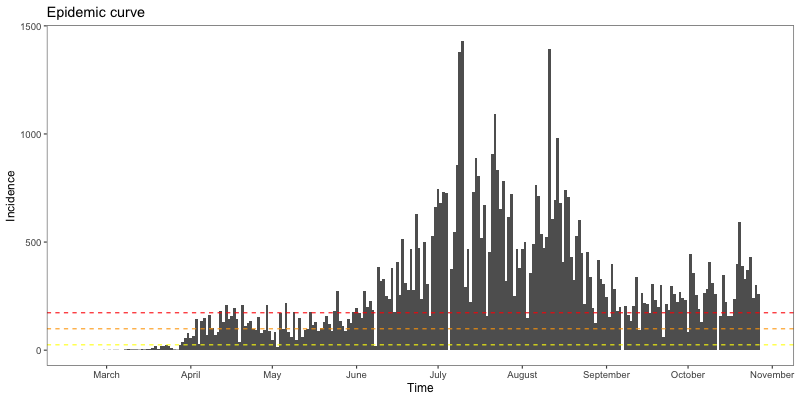 Epidemic curve
1500
1000
500
0
Incidence
March April May June July August September October November
Time